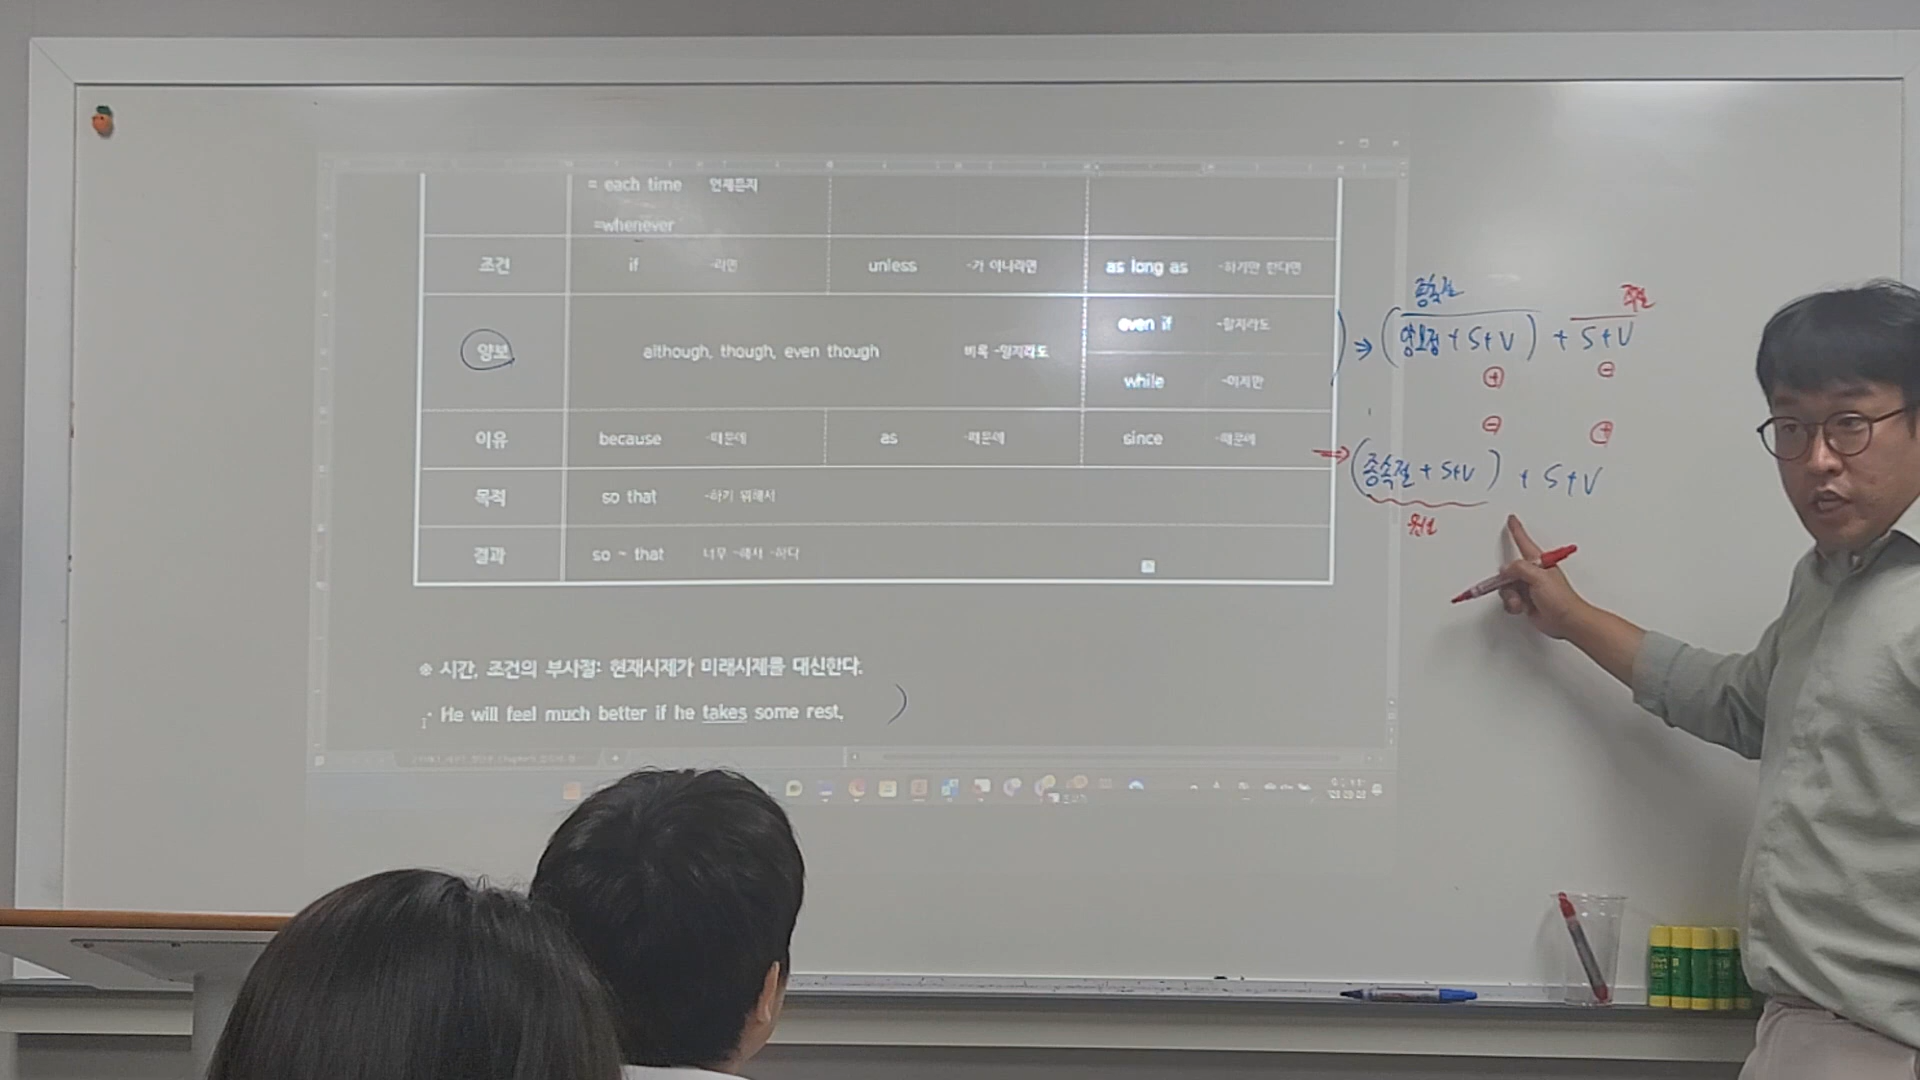 = each time 언제든지
=whenever
조건 if -라면 unless -가 아니라면 as long as -하기만 한다면
양보 although, though, even though 비록 -일지라도 even if -할지라도
while -이지만
이유 because -때문에 as -때문에 since -때문에
목적 so that -하기 위해서
결과 so ~ that 너무 -해서 -하다
※ 시간, 조건의 부사절: 현재시제가 미래시제를 대신한다.
He will feel much better if he takes some rest.
종속절 주절
⇒ ( + S+V ) + S+V
⊕ ⊖
⊖ ⊕
⇒ (종속절 + S+V ) + S+V